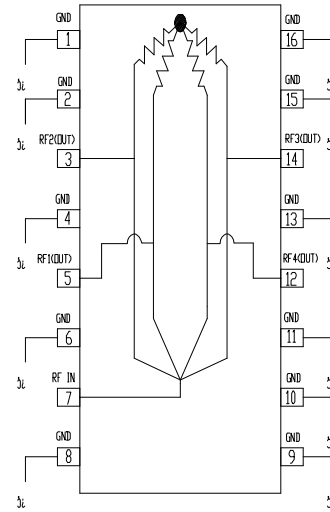 GND
1
GND
2
RF2(OUT)
3
GND
4
RF1(OUT)
5
GND
6
RF IN
7
GND
8
GND
16
GND
15
RF3(OUT)
14
GND
13
RF4(OUT)
12
GND
11
GND
10
GND
9